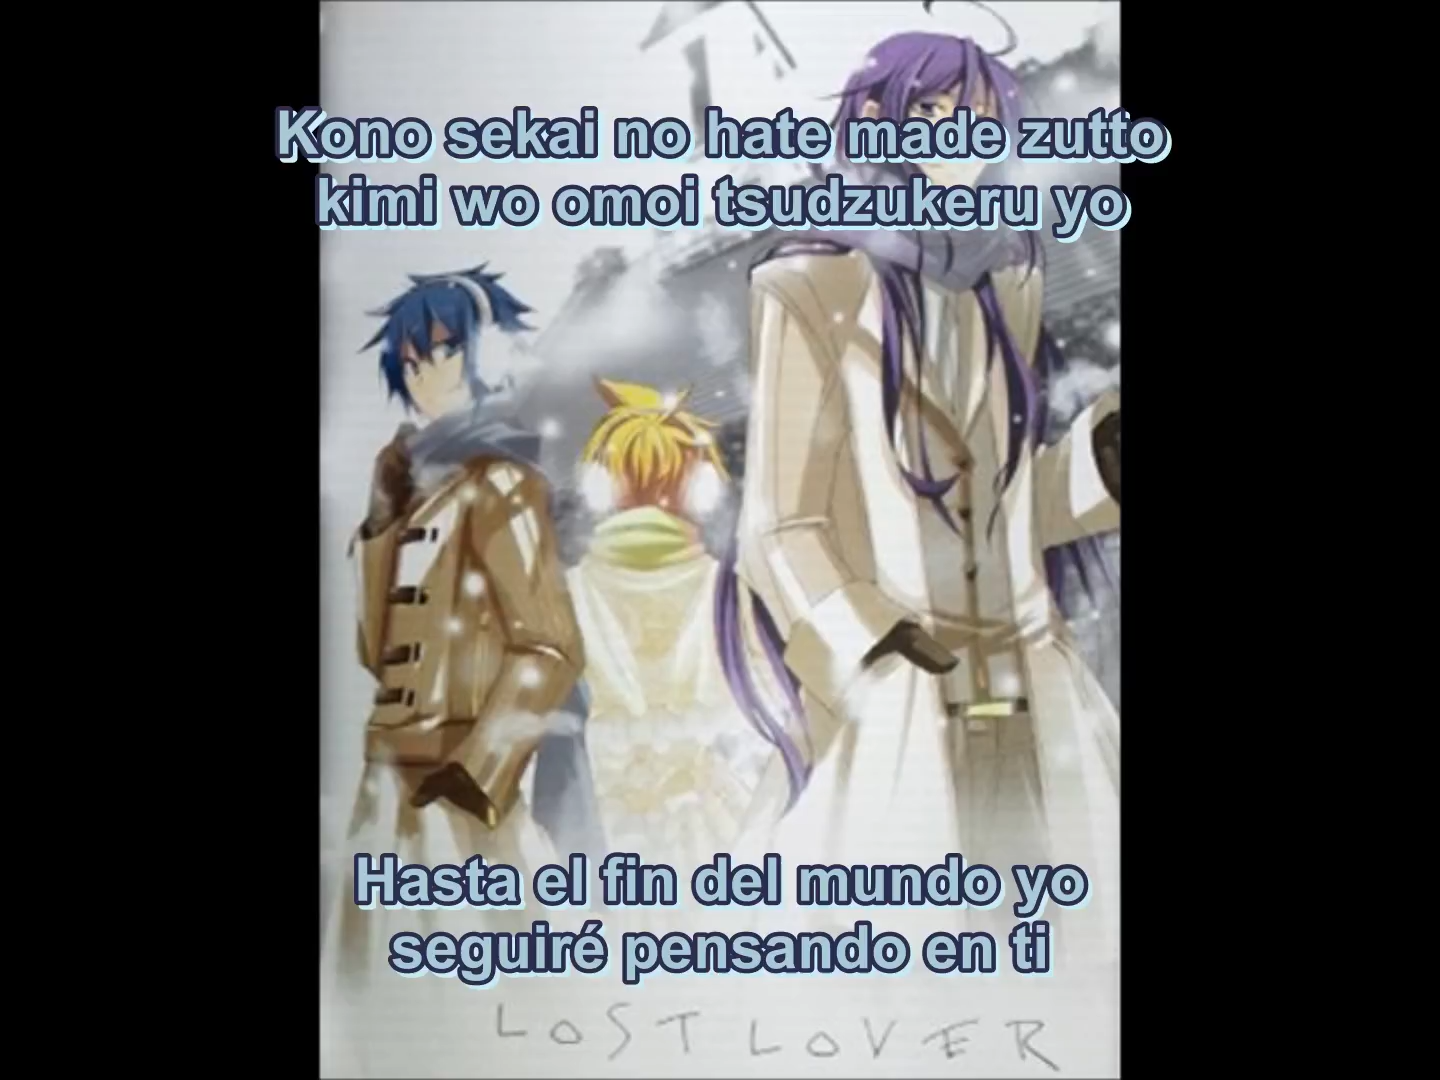 Kono sekai no hate made zutto
kimi wo omoi tsudzukeru yo
Hasta el fin del mundo yo
seguiré pensando en ti
LOST LOVER